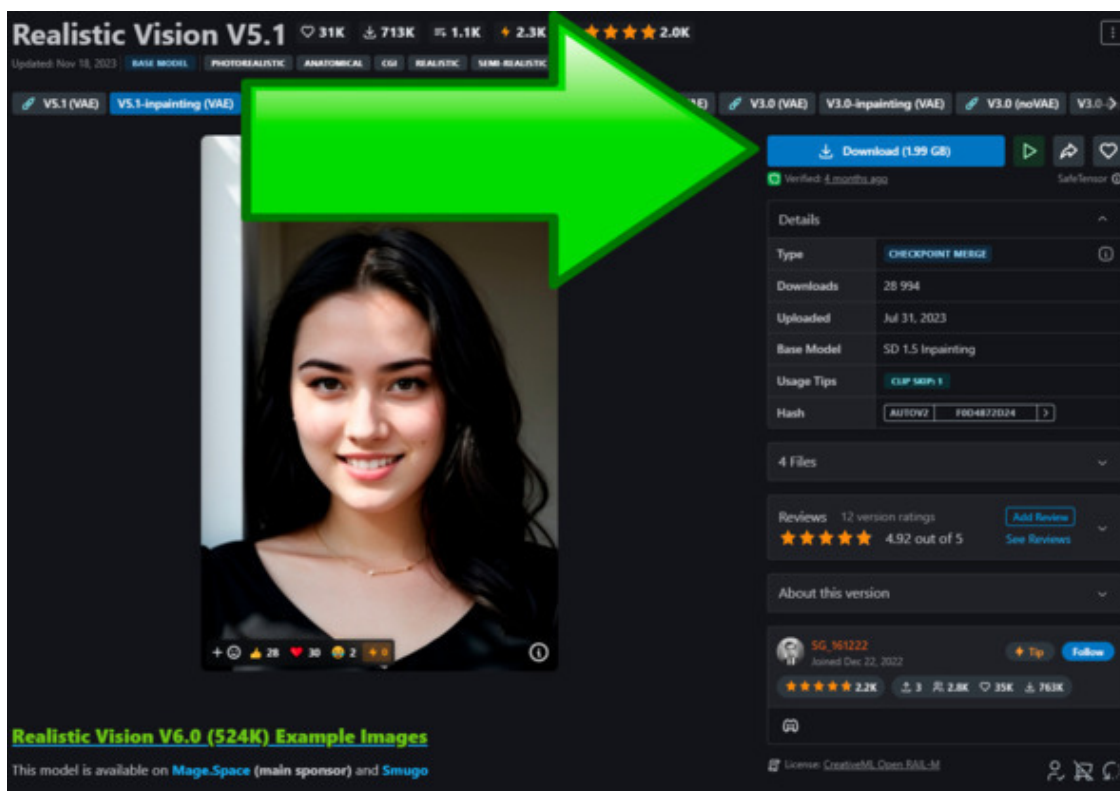 Realistic Vision V5.1 31K 713K 1.1K 2.3K 2.0K
Updated: Nov 18, 2023 BASE MODEL PHOTOREALISTIC ANATOMICAL CGI REALISTIC SEMI-REALISTIC
V5.1 (VAE) V5.1-inpainting (VAE) V3.0 (VAE) V3.0-inpainting (VAE) V3.0 (noVAE) V3.0-
Download (1.99 GB)
Verified: 4 months ago SafeTensor
Details
Type CHECKPOINT MERGE
Downloads 28 994
Uploaded Jul 31, 2023
Base Model SD 1.5 Inpainting
Usage Tips CLIP SKIP: 1
Hash AUTOV2 F0D4872D24
4 Files
Reviews 12 version ratings Add Review
4.92 out of 5 See Reviews
About this version
SG_161222 Tip Follow
Joined Dec 22, 2022
2.2K 3 2.8K 35K 763K
28 30 2 0
Realistic Vision V6.0 (524K) Example Images
This model is available on Mage.Space (main sponsor) and Smugo
License: CreativeML Open RAIL-M